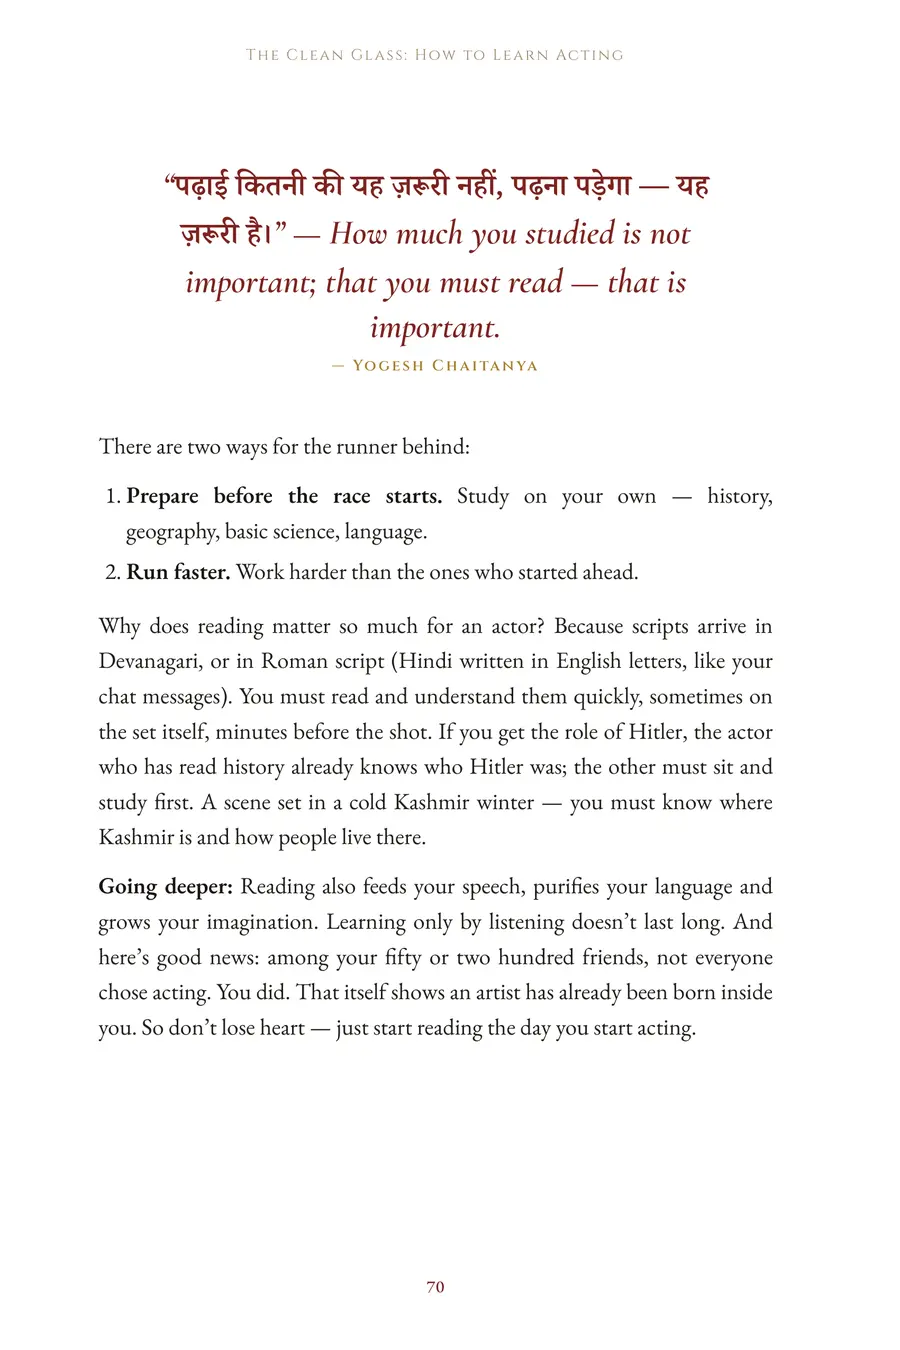 The Clean Glass: How to Learn Acting
“पढ़ाई कितनी की यह ज़रूरी नहीं, पढ़ना पड़ेगा — यह
ज़रूरी है।” — How much you studied is not
important; that you must read — that is
important.
— Yogesh Chaitanya
There are two ways for the runner behind:
1. Prepare before the race starts. Study on your own — history,
geography, basic science, language.
2. Run faster. Work harder than the ones who started ahead.
Why does reading matter so much for an actor? Because scripts arrive in
Devanagari, or in Roman script (Hindi written in English letters, like your
chat messages). You must read and understand them quickly, sometimes on
the set itself, minutes before the shot. If you get the role of Hitler, the actor
who has read history already knows who Hitler was; the other must sit and
study first. A scene set in a cold Kashmir winter — you must know where
Kashmir is and how people live there.
Going deeper: Reading also feeds your speech, purifies your language and
grows your imagination. Learning only by listening doesn’t last long. And
here’s good news: among your fifty or two hundred friends, not everyone
chose acting. You did. That itself shows an artist has already been born inside
you. So don’t lose heart — just start reading the day you start acting.
70